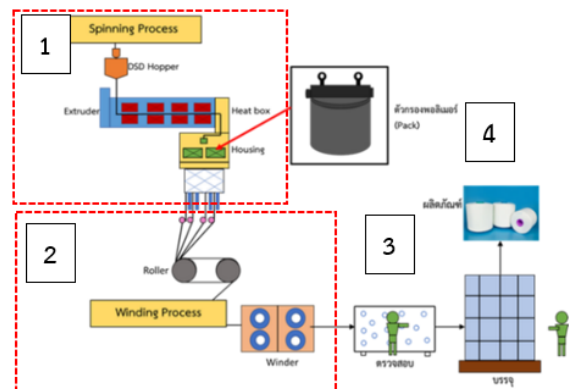 1
Spinning Process
DSD Hopper
Extruder
Heat box
Housing
ตัวกรองพอลิเมอร์
(Pack)
4
ผลิตภัณฑ์
2
3
Roller
Winding Process
Winder
ตรวจสอบ
บรรจุ